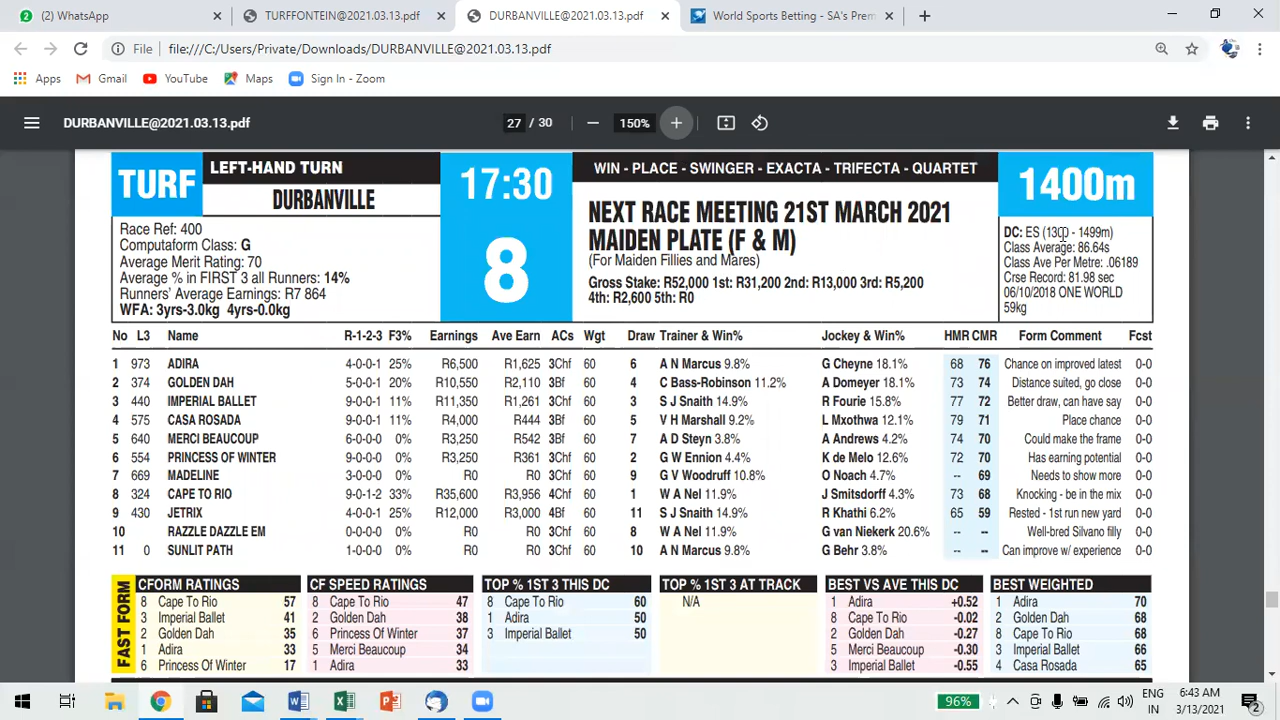 (2) WhatsApp
TURFFONTEIN@2021.03.13.pdf
DURBANVILLE@2021.03.13.pdf
World Sports Betting - SA's Prem
File
file:///C:/Users/Private/Downloads/DURBANVILLE@2021.03.13.pdf
Apps
Gmail
YouTube
Maps
Sign In - Zoom
DURBANVILLE@2021.03.13.pdf
27 / 30
150%
TURF
LEFT-HAND TURN
DURBANVILLE
Race Ref: 400
Computaform Class: G
Average Merit Rating: 70
Average % in FIRST 3 all Runners: 14%
Runners' Average Earnings: R7 864
WFA: 3yrs-3.0kg 4yrs-0.0kg
17:30
8
WIN - PLACE - SWINGER - EXACTA - TRIFECTA - QUARTET
NEXT RACE MEETING 21ST MARCH 2021
MAIDEN PLATE (F & M)
(For Maiden Fillies and Mares)
Gross Stake: R52,000 1st: R31,200 2nd: R13,000 3rd: R5,200
4th: R2,600 5th: R0
1400m
DC: ES (1300 - 1499m)
Class Average: 86.64s
Class Ave Per Metre: .06189
Crse Record: 81.98 sec
06/10/2018 ONE WORLD
59kg
No L3 Name R-1-2-3 F3% Earnings Ave Earn ACs Wgt Draw Trainer & Win% Jockey & Win% HMR CMR Form Comment Fcst
1 973 ADIRA 4-0-0-1 25% R6,500 R1,625 3Chf 60 6 A N Marcus 9.8% G Cheyne 18.1% 68 76 Chance on improved latest 0-0
2 374 GOLDEN DAH 5-0-0-1 20% R10,550 R2,110 3Bf 60 4 C Bass-Robinson 11.2% A Domeyer 18.1% 73 74 Distance suited, go close 0-0
3 440 IMPERIAL BALLET 9-0-0-1 11% R11,350 R1,261 3Chf 60 3 S J Snaith 14.9% R Fourie 15.8% 77 72 Better draw, can have say 0-0
4 575 CASA ROSADA 9-0-0-1 11% R4,000 R444 3Bf 60 5 V H Marshall 9.2% L Mxothwa 12.1% 79 71 Place chance 0-0
5 640 MERCI BEAUCOUP 6-0-0-0 0% R3,250 R542 3Bf 60 7 A D Steyn 3.8% A Andrews 4.2% 74 70 Could make the frame 0-0
6 554 PRINCESS OF WINTER 9-0-0-0 0% R3,250 R361 3Bf 60 2 G W Ennion 4.4% K de Melo 12.6% 72 70 Has earning potential 0-0
7 669 MADELINE 3-0-0-0 0% R0 R0 3Chf 60 9 G V Woodruff 10.8% O Noach 4.7% -- 69 Needs to show more 0-0
8 324 CAPE TO RIO 9-0-1-2 33% R35,600 R3,956 4Chf 60 1 W A Nel 11.9% J Smitsdorff 4.3% 73 68 Knocking - be in the mix 0-0
9 430 JETRIX 4-0-0-1 25% R12,000 R3,000 4Bf 60 11 S J Snaith 14.9% R Khathi 6.2% 65 59 Rested - 1st run new yard 0-0
10 RAZZLE DAZZLE EM 0-0-0-0 0% R0 R0 3Chf 60 8 W A Nel 11.9% G van Niekerk 20.6% -- -- Well-bred Silvano filly 0-0
11 0 SUNLIT PATH 1-0-0-0 0% R0 R0 3Chf 60 10 A N Marcus 9.8% G Behr 3.8% -- -- Can improve w/ experience 0-0
FAST FORM
CFORM RATINGS
8 Cape To Rio 57
3 Imperial Ballet 41
2 Golden Dah 35
1 Adira 33
6 Princess Of Winter 17
CF SPEED RATINGS
8 Cape To Rio 47
2 Golden Dah 38
6 Princess Of Winter 37
5 Merci Beaucoup 34
1 Adira 33
TOP % 1ST 3 THIS DC
8 Cape To Rio 60
1 Adira 50
3 Imperial Ballet 50
TOP % 1ST 3 AT TRACK
N/A
BEST VS AVE THIS DC
1 Adira +0.52
8 Cape To Rio -0.02
2 Golden Dah -0.27
5 Merci Beaucoup -0.30
3 Imperial Ballet -0.55
BEST WEIGHTED
1 Adira 70
2 Golden Dah 68
8 Cape To Rio 68
3 Imperial Ballet 66
4 Casa Rosada 65
96%
ENG
IN
6:43 AM
3/13/2021
2